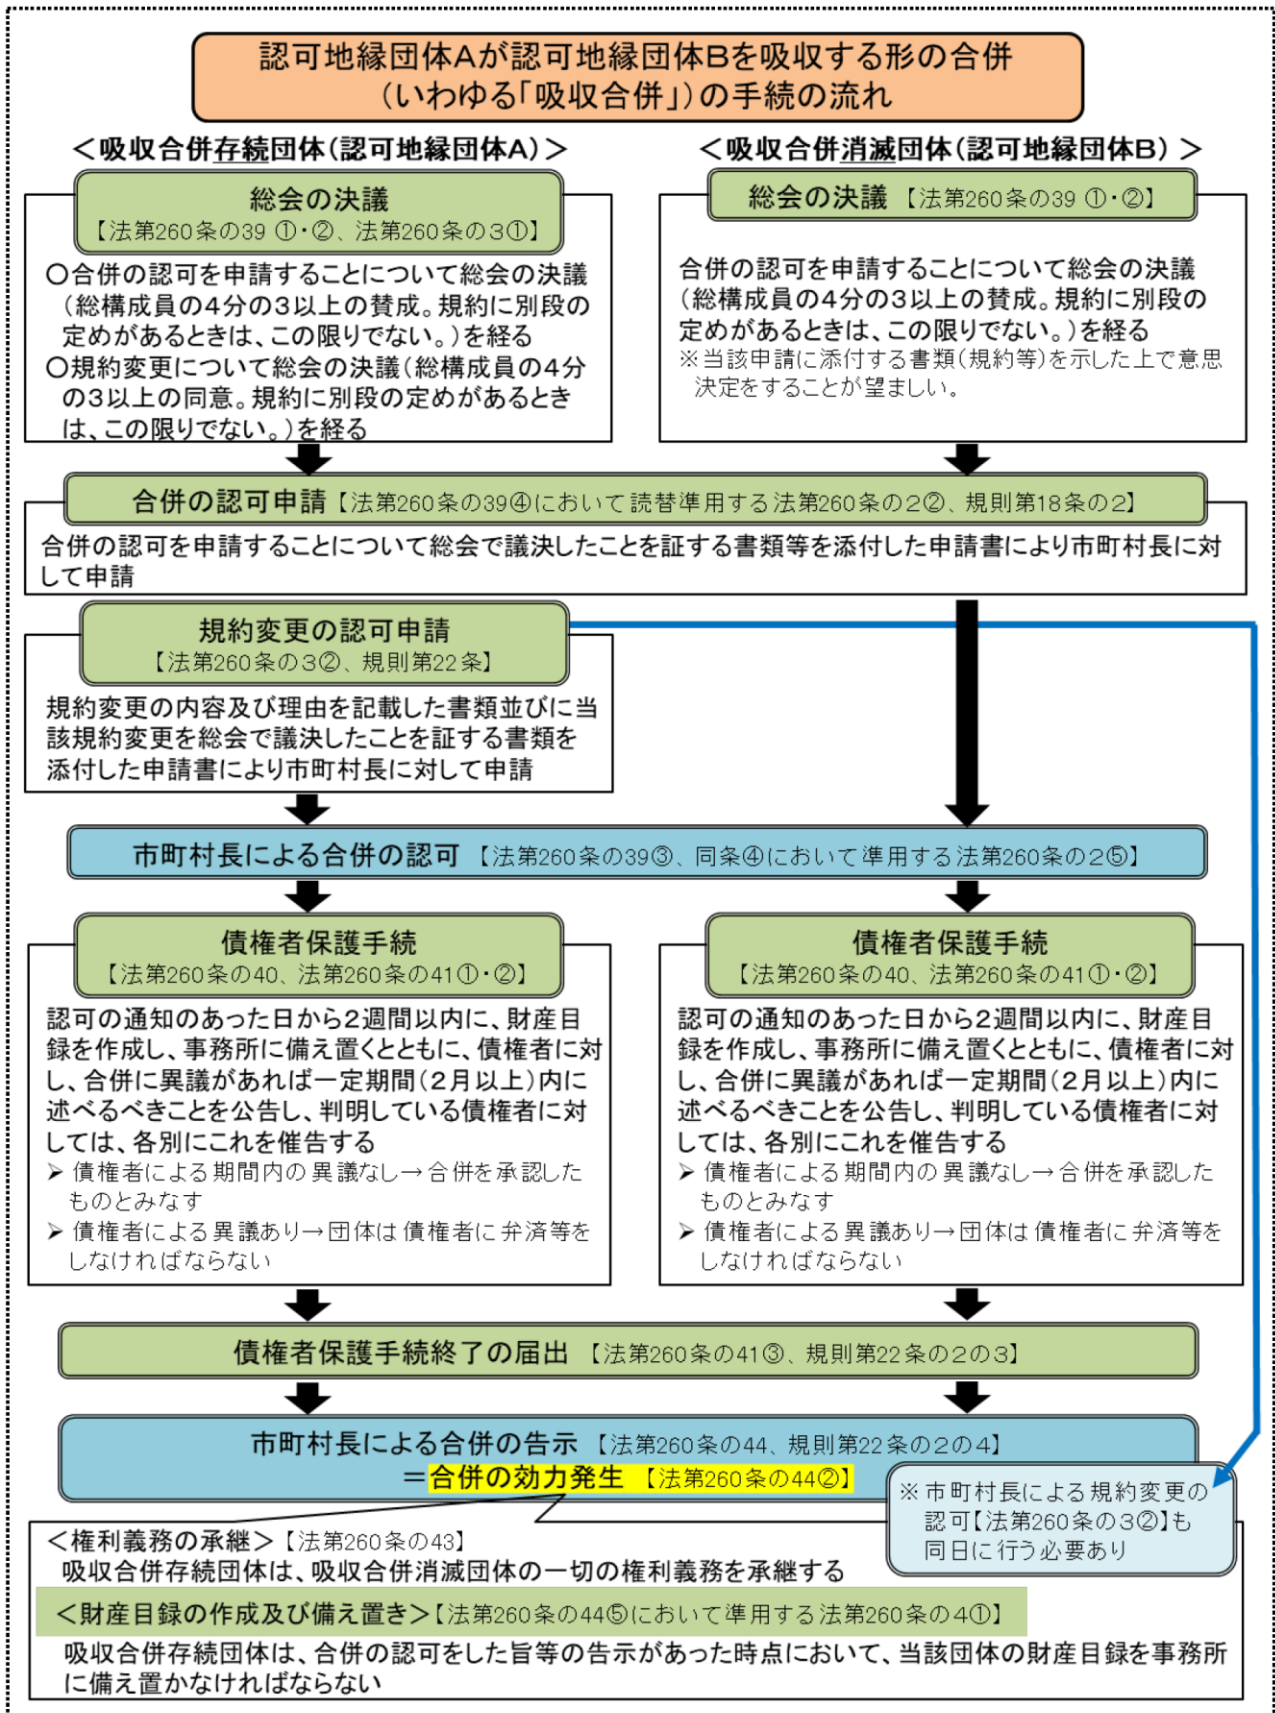 認可地縁団体Aが認可地縁団体Bを吸収する形の合併
（いわゆる「吸収合併」）の手続の流れ
＜吸収合併存続団体（認可地縁団体A）＞
総会の決議
【法第260条の39 ①・②、法第260条の3①】
〇合併の認可を申請することについて総会の決議
（総構成員の4分の3以上の賛成。規約に別段の
定めがあるときは、この限りでない。）を経る
〇規約変更について総会の決議（総構成員の4分
の3以上の同意。規約に別段の定めがあるとき
は、この限りでない。）を経る
＜吸収合併消滅団体（認可地縁団体B）＞
総会の決議 【法第260条の39 ①・②】
合併の認可を申請することについて総会の決議
（総構成員の4分の3以上の賛成。規約に別段の
定めがあるときは、この限りでない。）を経る
※当該申請に添付する書類（規約等）を示した上で意思
決定をすることが望ましい。
合併の認可申請【法第260条の39④において読替準用する法第260条の2②、規則第18条の2】
合併の認可を申請することについて総会で議決したことを証する書類等を添付した申請書により市町村長に対
して申請
規約変更の認可申請
【法第260条の3②、規則第22条】
規約変更の内容及び理由を記載した書類並びに当
該規約変更を総会で議決したことを証する書類を
添付した申請書により市町村長に対して申請
市町村長による合併の認可 【法第260条の39③、同条④において準用する法第260条の2⑤】
債権者保護手続
【法第260条の40、法第260条の41①・②】
認可の通知のあった日から2週間以内に、財産目
録を作成し、事務所に備え置くとともに、債権者に対
し、合併に異議があれば一定期間（2月以上）内に
述べるべきことを公告し、判明している債権者に対
しては、各別にこれを催告する
➢ 債権者による期間内の異議なし→合併を承認した
ものとみなす
➢ 債権者による異議あり→団体は債権者に弁済等を
しなければならない
債権者保護手続
【法第260条の40、法第260条の41①・②】
認可の通知のあった日から2週間以内に、財産目
録を作成し、事務所に備え置くとともに、債権者に対
し、合併に異議があれば一定期間（2月以上）内に
述べるべきことを公告し、判明している債権者に対
しては、各別にこれを催告する
➢ 債権者による期間内の異議なし→合併を承認した
ものとみなす
➢ 債権者による異議あり→団体は債権者に弁済等を
しなければならない
債権者保護手続終了の届出 【法第260条の41③、規則第22条の2の3】
市町村長による合併の告示 【法第260条の44、規則第22条の2の4】
＝合併の効力発生 【法第260条の44②】
※市町村長による規約変更の
認可【法第260条の3②】も
同日に行う必要あり
＜権利義務の承継＞【法第260条の43】
吸収合併存続団体は、吸収合併消滅団体の一切の権利義務を承継する
＜財産目録の作成及び備え置き＞【法第260条の44⑤において準用する法第260条の4①】
吸収合併存続団体は、合併の認可をした旨等の告示があった時点において、当該団体の財産目録を事務所
に備え置かなければならない